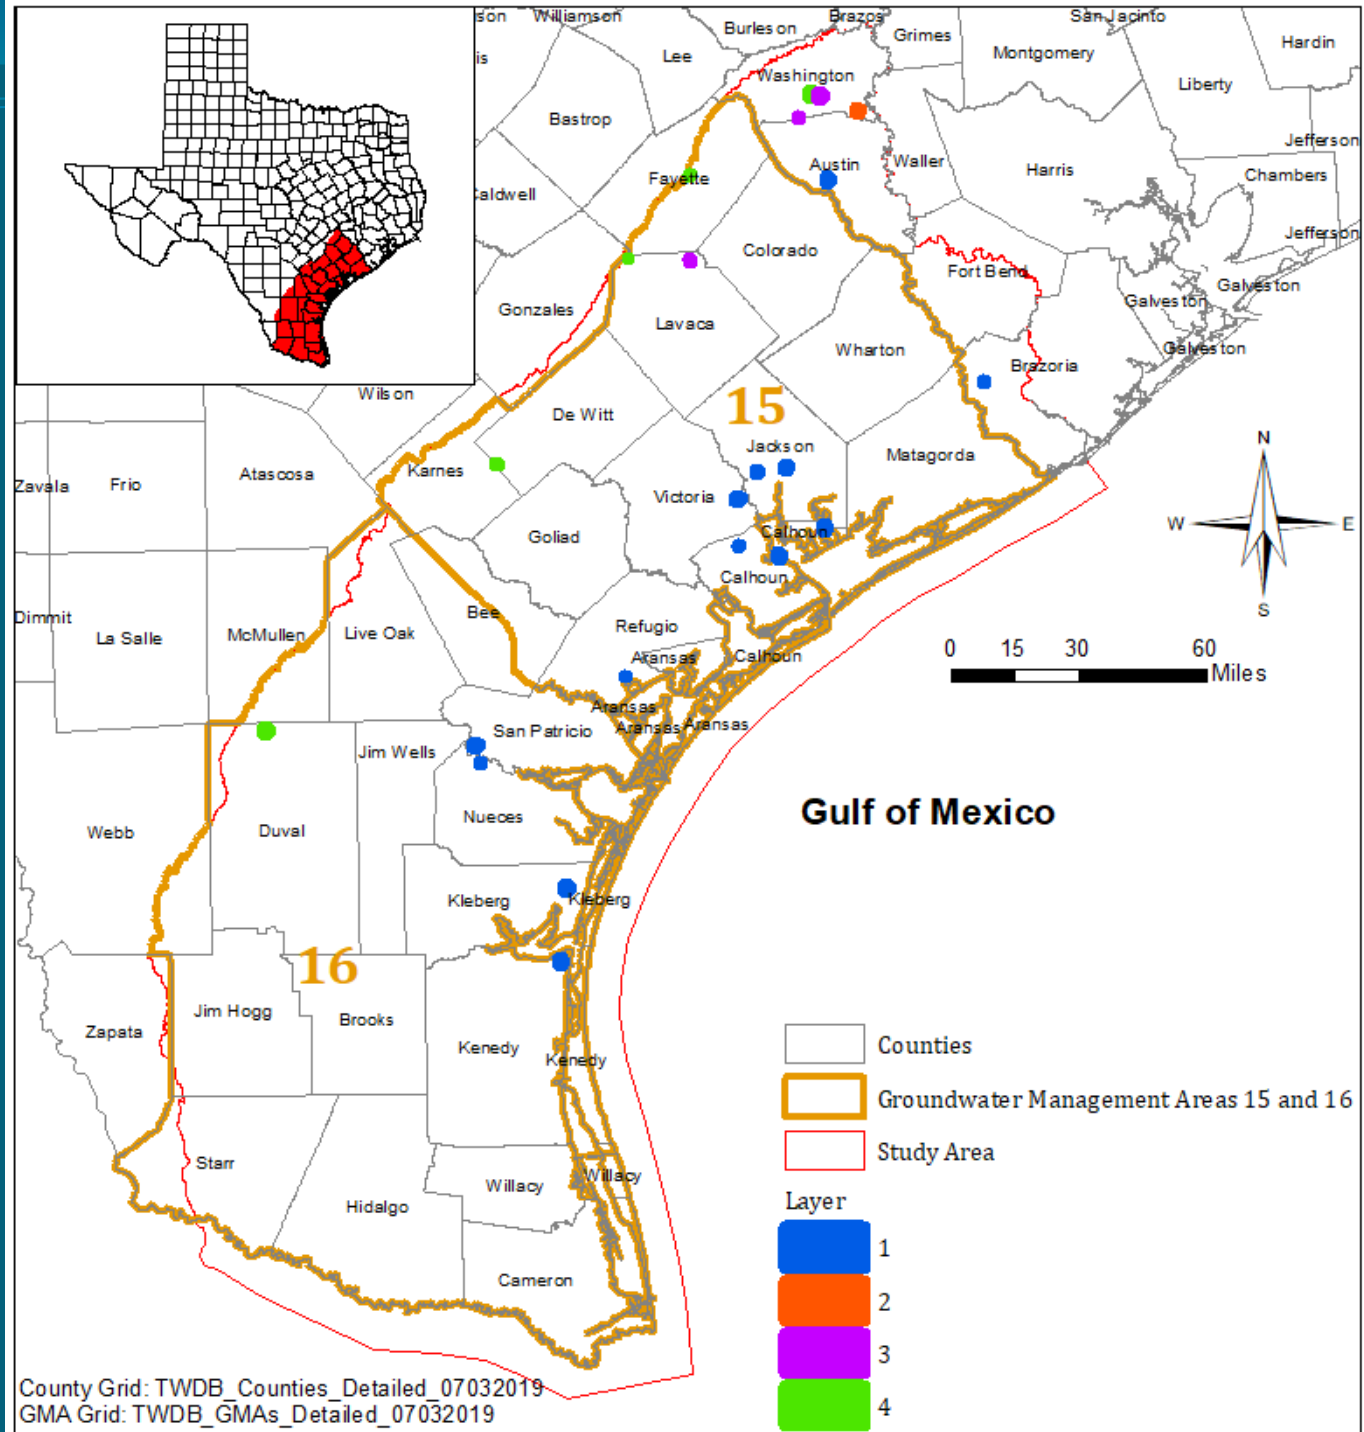 son
Williamson
Burleson
Brazos
San Jacinto
Grimes
Hardin
is
Lee
Montgomery
Washington
Liberty
Bastrop
Jefferson
Austin
Waller
Harris
Chambers
Fayette
aldwell
Jefferson
Colorado
Fort Bend
Galveston
Galveston
Gonzales
Lavaca
Wharton
Galveston
Brazoria
Wilson
15
De Witt
Jackson
Matagorda
N
Karnes
Atascosa
Zavala
Frio
Victoria
W
E
Calhoun
Goliad
Calhoun
S
Bee
Dimmit
La Salle
McMullen
Live Oak
Refugio
0 15 30 60
Miles
Aransas
Calhoun
Aransas
Aransas
Aransas
San Patricio
Jim Wells
Gulf of Mexico
Nueces
Webb
Duval
Kleberg
Kleberg
16
Jim Hogg
Brooks
Zapata
Kenedy
Kenedy
Counties
Groundwater Management Areas 15 and 16
Study Area
Starr
Willacy
Willacy
Hidalgo
Layer
1
Cameron
2
3
4
County Grid: TWDB_Counties_Detailed_07032019
GMA Grid: TWDB_GMAs_Detailed_07032019